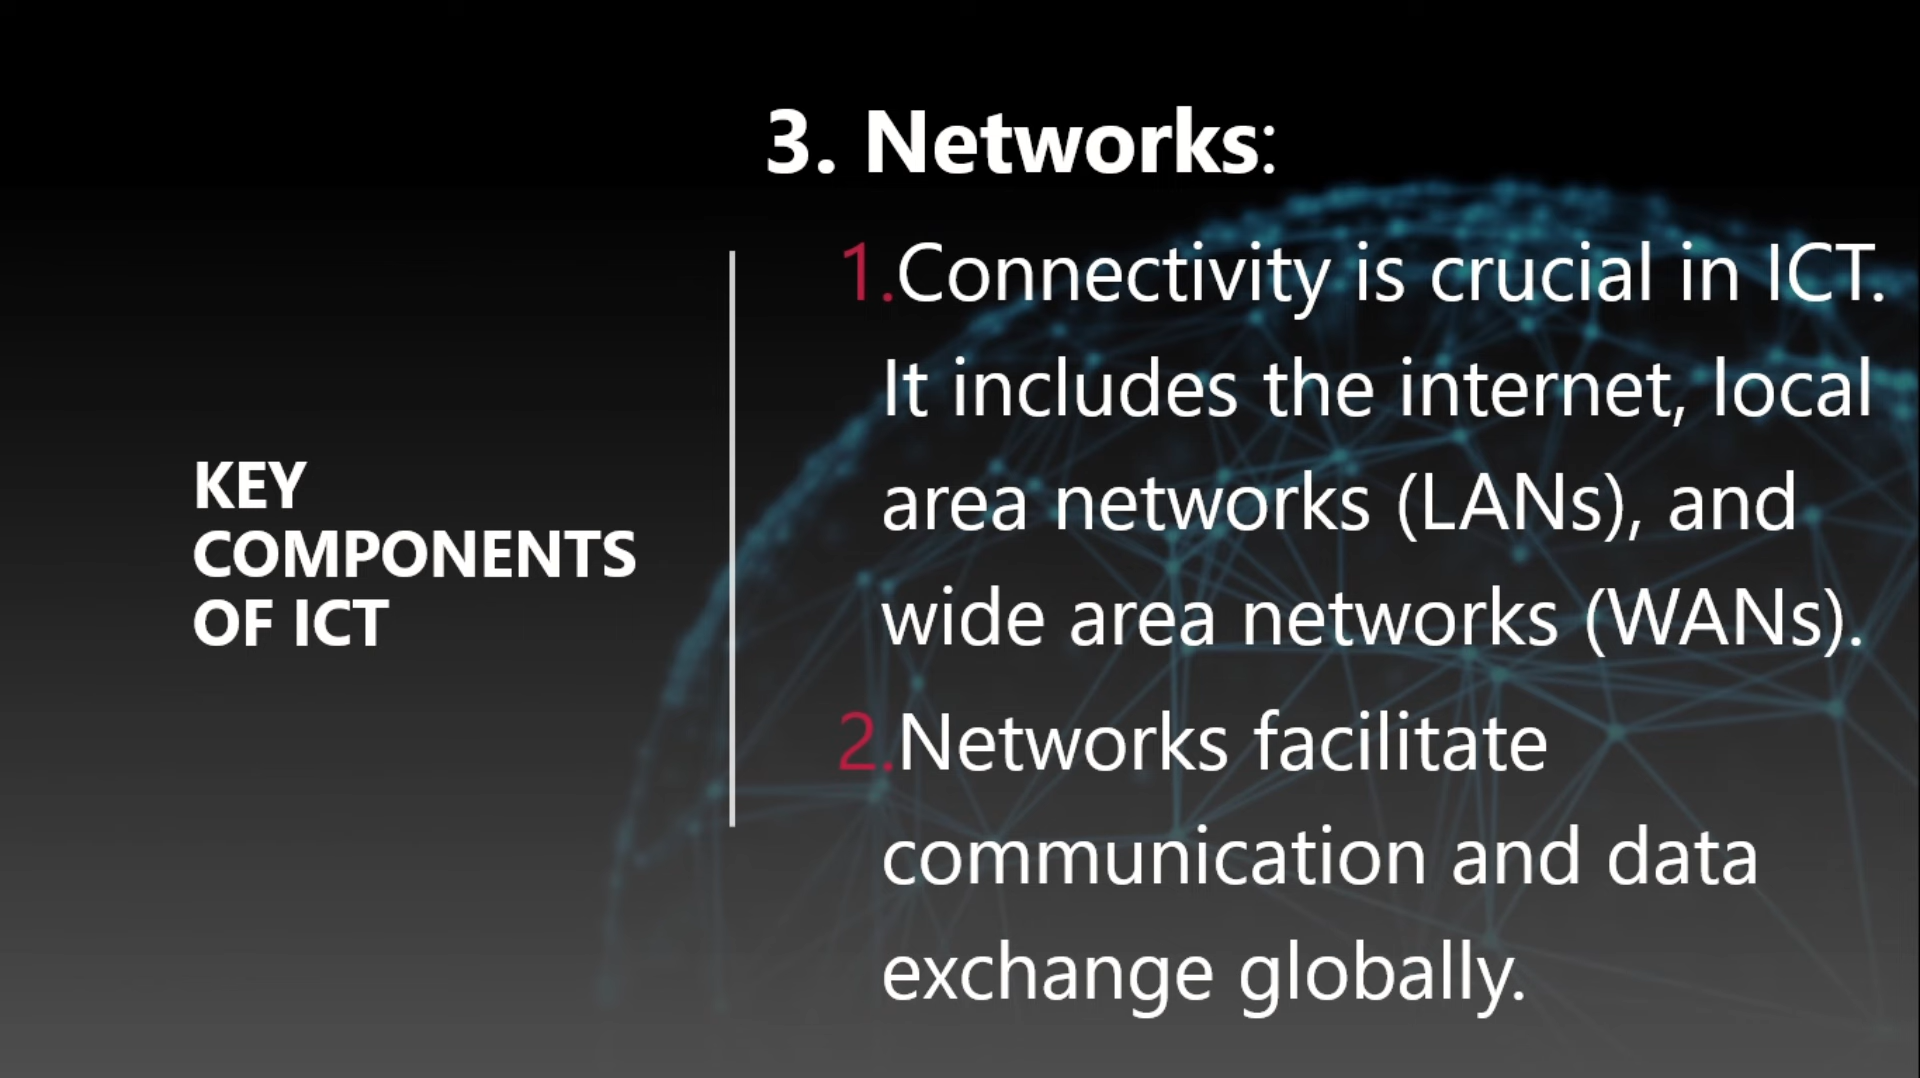 KEY
COMPONENTS
OF ICT
3. Networks:
1.Connectivity is crucial in ICT.
It includes the internet, local
area networks (LANs), and
wide area networks (WANs).
2.Networks facilitate
communication and data
exchange globally.